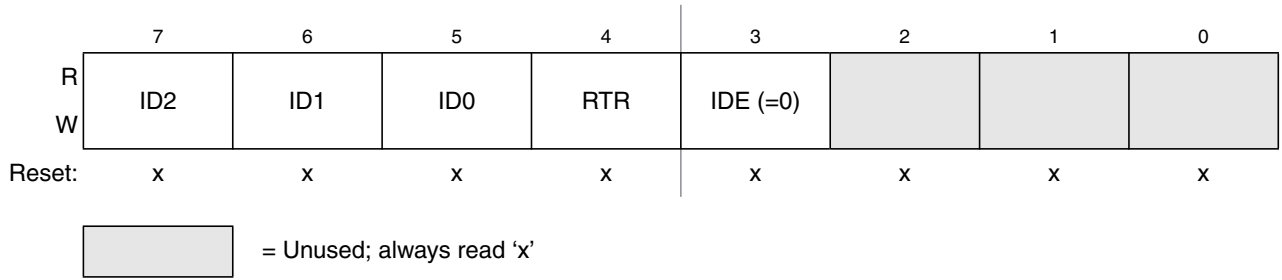 7 6 5 4 3 2 1 0
R
ID2 ID1 ID0 RTR IDE (=0)
W
Reset: x x x x x x x x
= Unused; always read ‘x’